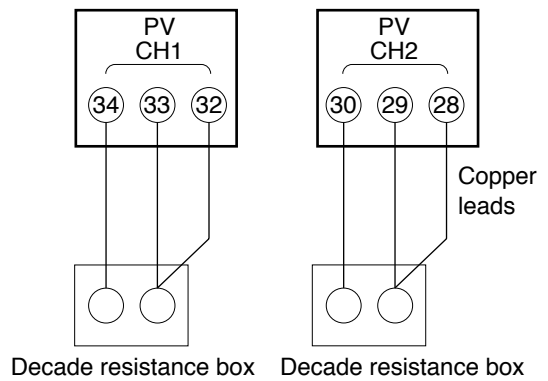 PV
CH1
34 33 32
PV
CH2
30 29 28
Copper
leads
Decade resistance box
Decade resistance box